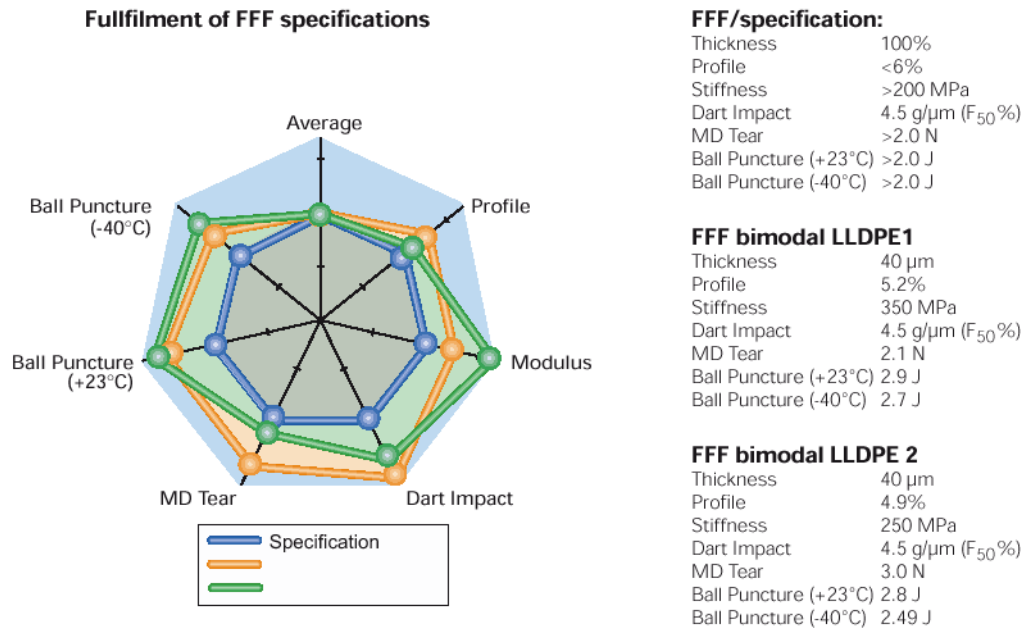 Fullfilment of FFF specifications
Average
Profile
Modulus
Dart Impact
MD Tear
Ball Puncture
(+23°C)
Ball Puncture
(-40°C)
Specification
FFF/specification:
Thickness 100%
Profile <6%
Stiffness >200 MPa
Dart Impact 4.5 g/µm (F50%)
MD Tear >2.0 N
Ball Puncture (+23°C) >2.0 J
Ball Puncture (-40°C) >2.0 J
FFF bimodal LLDPE1
Thickness 40 µm
Profile 5.2%
Stiffness 350 MPa
Dart Impact 4.5 g/µm (F50%)
MD Tear 2.1 N
Ball Puncture (+23°C) 2.9 J
Ball Puncture (-40°C) 2.7 J
FFF bimodal LLDPE 2
Thickness 40 µm
Profile 4.9%
Stiffness 250 MPa
Dart Impact 4.5 g/µm (F50%)
MD Tear 3.0 N
Ball Puncture (+23°C) 2.8 J
Ball Puncture (-40°C) 2.49 J